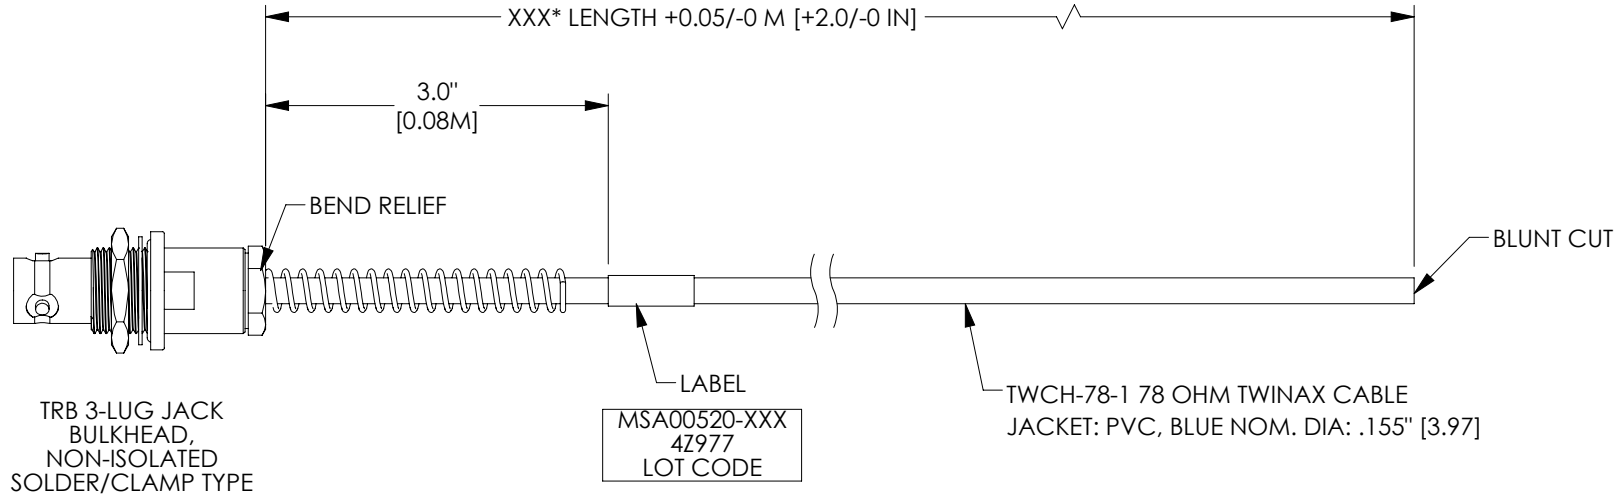 XXX* LENGTH +0.05/-0 M [+2.0/-0 IN]
3.0"
[0.08M]
BEND RELIEF
BLUNT CUT
LABEL
MSA00520-XXX
4Z977
LOT CODE
TWCH-78-1 78 OHM TWINAX CABLE
JACKET: PVC, BLUE NOM. DIA: .155" [3.97]
TRB 3-LUG JACK
BULKHEAD,
NON-ISOLATED
SOLDER/CLAMP TYPE